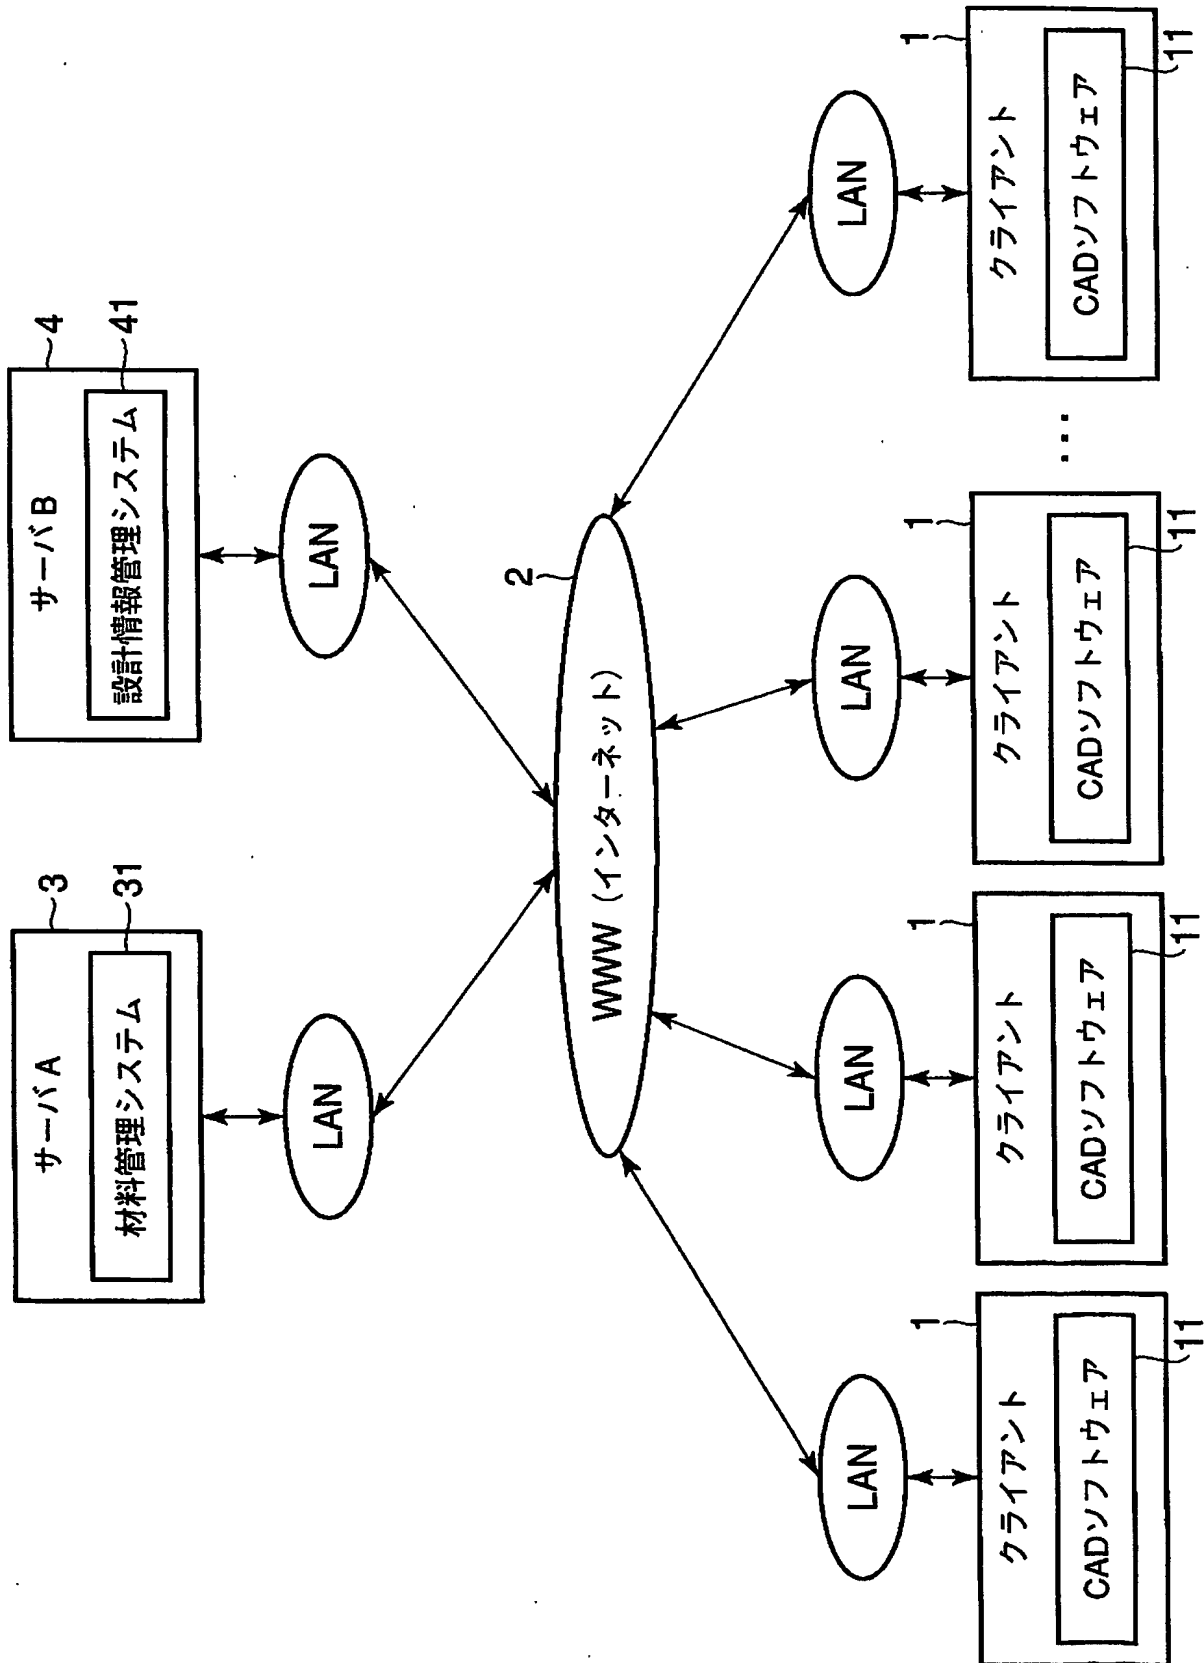 サーバA
3
材料管理システム
31
サーバB
4
設計情報管理システム
41
LAN
LAN
2
WWW (インターネット)
LAN
LAN
LAN
LAN
クライアント
1
CADソフトウェア
11
クライアント
1
CADソフトウェア
11
クライアント
1
CADソフトウェア
11
...
クライアント
1
CADソフトウェア
11